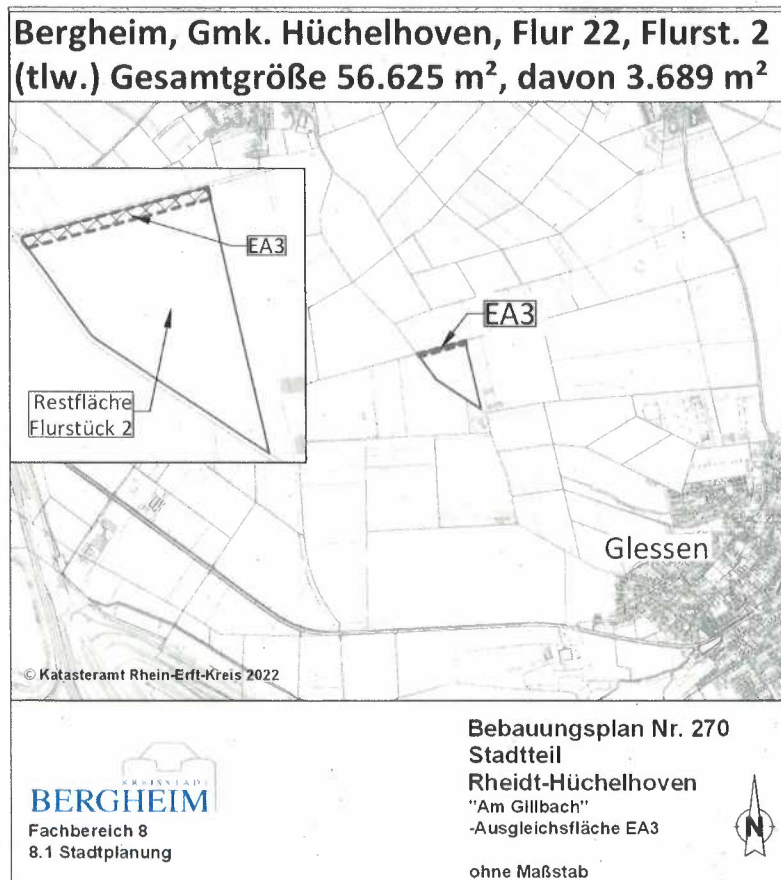 Bergheim, Gmk. Hüchelhoven, Flur 22, Flurst. 2
(tlw.) Gesamtgröße 56.625 m², davon 3.689 m²
EA3
Restfläche
Flurstück 2
EA3
Glessen
© Katasteramt Rhein-Erft-Kreis 2022
KREISSTADT
BERGHEIM
Fachbereich 8
8.1 Stadtplanung
Bebauungsplan Nr. 270
Stadtteil
Rheidt-Hüchelhoven
"Am Gillbach"
-Ausgleichsfläche EA3
N
ohne Maßstab